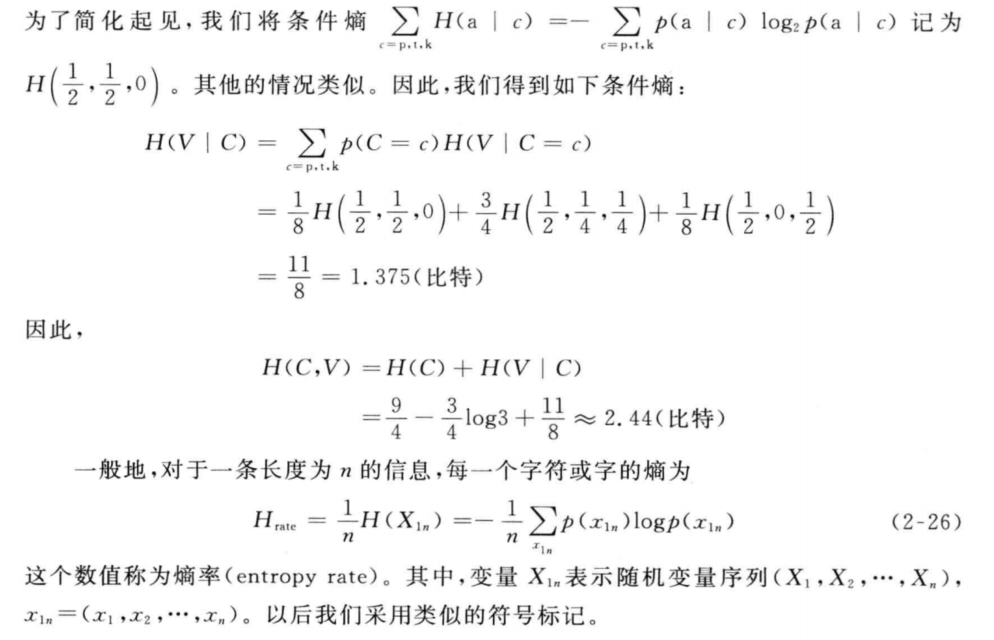 为了简化起见,我们将条件熵 $\sum_{c=p,t,k} H(a \mid c) = -\sum_{c=p,t,k} p(a \mid c) \log_2 p(a \mid c)$ 记为
$H\left(\frac{1}{2},\frac{1}{2},0\right)$。其他的情况类似。因此,我们得到如下条件熵:
$H(V \mid C) = \sum_{c=p,t,k} p(C=c)H(V \mid C=c)$
$= \frac{1}{8}H\left(\frac{1}{2},\frac{1}{2},0\right) + \frac{3}{4}H\left(\frac{1}{2},\frac{1}{4},\frac{1}{4}\right) + \frac{1}{8}H\left(\frac{1}{2},0,\frac{1}{2}\right)$
$= \frac{11}{8} = 1.375$(比特)
因此,
$H(C,V) = H(C) + H(V \mid C)$
$= \frac{9}{4} - \frac{3}{4}\log 3 + \frac{11}{8} \approx 2.44$(比特)
一般地,对于一条长度为 n 的信息,每一个字符或字的熵为
$H_{\text{rate}} = \frac{1}{n}H(X_{1n}) = -\frac{1}{n}\sum_{x_{1n}} p(x_{1n})\log p(x_{1n})$ (2-26)
这个数值称为熵率(entropy rate)。其中,变量 $X_{1n}$ 表示随机变量序列$(X_1,X_2,\cdots,X_n)$,
$x_{1n}=(x_1,x_2,\cdots,x_n)$。以后我们采用类似的符号标记。